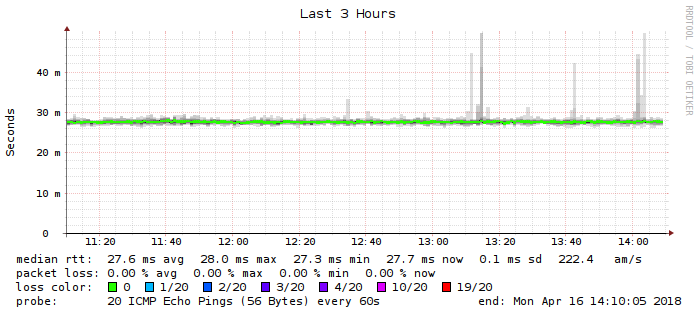 Last 3 Hours
RRDTOOL / TOBI OETIKER
Seconds
40 m
30 m
20 m
10 m
0
11:20 11:40 12:00 12:20 12:40 13:00 13:20 13:40 14:00
median rtt: 27.6 ms avg 28.0 ms max 27.3 ms min 27.7 ms now 0.1 ms sd 222.4 am/s
packet loss: 0.00 % avg 0.00 % max 0.00 % min 0.00 % now
loss color: 0 1/20 2/20 3/20 4/20 10/20 19/20
probe: 20 ICMP Echo Pings (56 Bytes) every 60s end: Mon Apr 16 14:10:05 2018